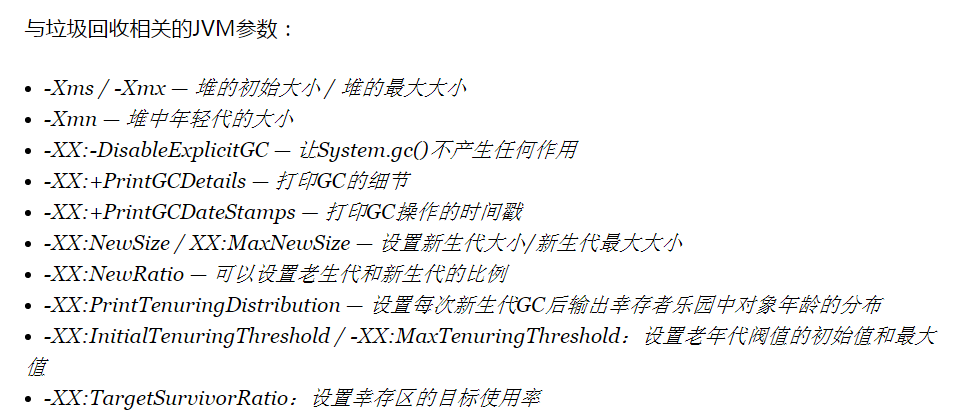 与垃圾回收相关的JVM参数：
• -Xms / -Xmx — 堆的初始大小 / 堆的最大大小
• -Xmn — 堆中年轻代的大小
• -XX:-DisableExplicitGC — 让System.gc()不产生任何作用
• -XX:+PrintGCDetails — 打印GC的细节
• -XX:+PrintGCDateStamps — 打印GC操作的时间戳
• -XX:NewSize / XX:MaxNewSize — 设置新生代大小/新生代最大大小
• -XX:NewRatio — 可以设置老生代和新生代的比例
• -XX:PrintTenuringDistribution — 设置每次新生代GC后输出幸存者乐园中对象年龄的分布
• -XX:InitialTenuringThreshold / -XX:MaxTenuringThreshold：设置老年代阀值的初始值和最大
值
• -XX:TargetSurvivorRatio：设置幸存区的目标使用率